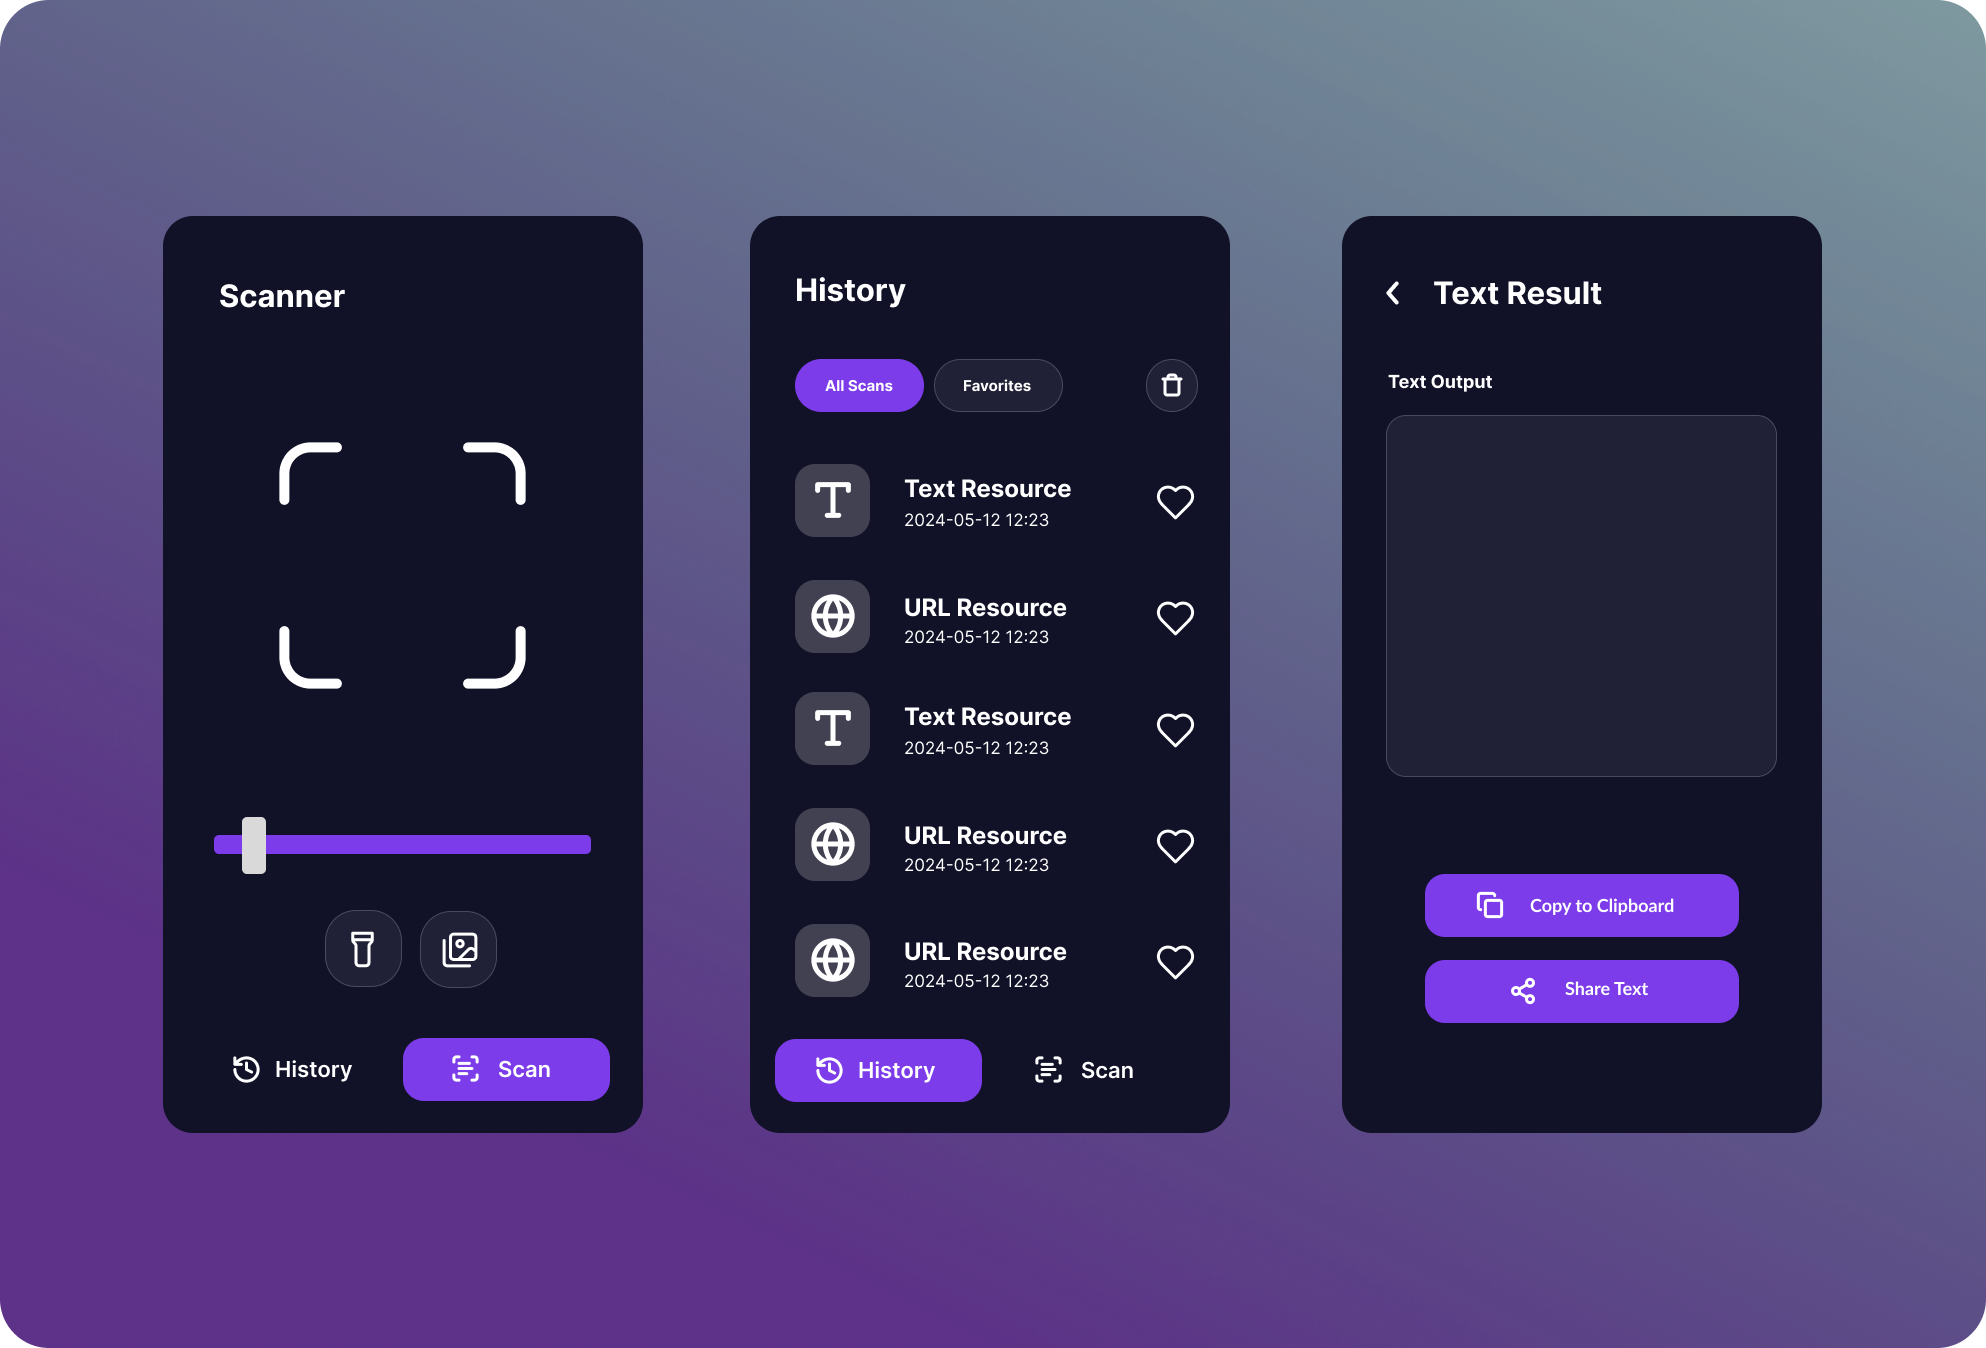 Scanner
History
Scan
History
All Scans
Favorites
Text Resource
2024-05-12 12:23
URL Resource
2024-05-12 12:23
Text Resource
2024-05-12 12:23
URL Resource
2024-05-12 12:23
URL Resource
2024-05-12 12:23
History
Scan
Text Result
Text Output
Copy to Clipboard
Share Text